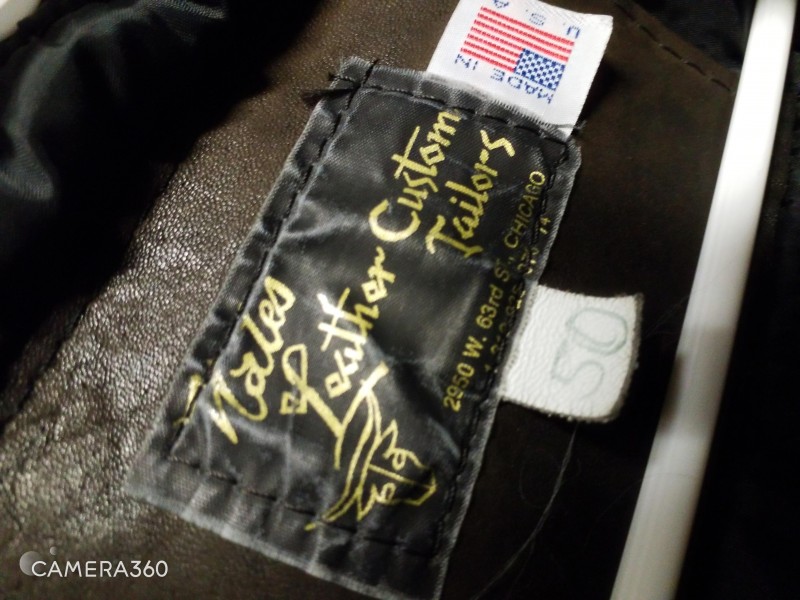 MADE
IN
U.S.A
Nates
Leather Custom
Tailors
2950 W. 63rd ST., CHICAGO
50
CAMERA360